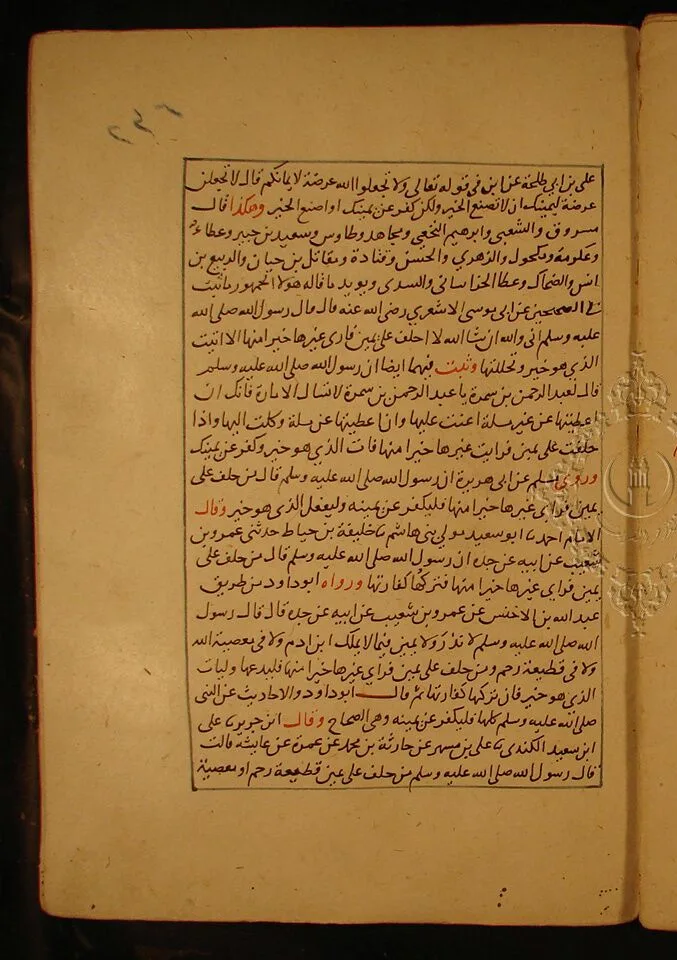 علي بن ابي طلحة عن ابن في قوله تعالى ولا تجعلوا الله عرضة لايمانكم قال لا تجعلن
عرضة ليمينك ان لا تصنع الخير ولكن كفر عن يمينك او اصنع الخير وهكذا قال
مسروق والشعبي وابرهيم النخعي ومجاهد وطاوس وسعيد بن جبير وعطاء
وعكرمة ومكحول والزهري والحسن وقتادة ومقاتل بن حيان والربيع بن
انس والضحاك وعطا الخراساني والسدي ويويد ما قاله هولا الجمهور ما ثبت
في الصحيحين عن ابي موسى الاشعري رضي الله عنه قال قال رسول الله صلى الله
عليه وسلم اني والله ان شا الله لا احلف على يمين فارى غيرها خيرا منها الا اتيت
الذي هو خير وتحللتها وثبت فيهما ايضا ان رسول الله صلى الله عليه وسلم
قال لعبد الرحمن بن سمرة يا عبد الرحمن بن سمرة لا تسال الامارة فانك ان
اعطيتها عن غير مسلة اعنت عليها وان اعطيتها عن مسلة وكلت اليها واذا
حلفت على يمين فرايت غيرها خيرا منها فات الذي هو خير وكفر عن يمينك
وروى مسلم عن ابي هريرة ان رسول الله صلى الله عليه وسلم قال من حلف على
يمين فراي غيرها خيرا منها فليكفر عن يمينه وليفعل الذي هو خير وقال
الامام احمد ثنا ابو سعيد مولى بني هاشم ثنا خليفة بن خياط حدثني عمرو بن
شعيب عن ابيه عن جده ان رسول الله صلى الله عليه وسلم قال من حلف على
يمين فراي غيرها خيرا منها فتركها كفارتها ورواه ابو داود من طريق
عبد الله بن الاخنس عن عمرو بن شعيب عن ابيه عن جده قال قال رسول
الله صلى الله عليه وسلم لا نذر ولا يمين فيما لا يملك ابن ادم ولا في معصية الله
ولا في قطيعة رحم ومن حلف على يمين فراي غيرها خيرا منها فليدعها وليات
الذي هو خير فان تركها كفارتها ثم قال ابو داود والاحاديث عن النبي
صلى الله عليه وسلم كلها فليكفر عن يمينه وهي الصحاح وقال ابن جرير ثنا علي
ابن سعيد الكندي ثنا علي بن مسهر عن حارثة بن محمد عن عمرة عن عايشة قالت
قال رسول الله صلى الله عليه وسلم من حلف على يمين قطيعة رحم او معصية